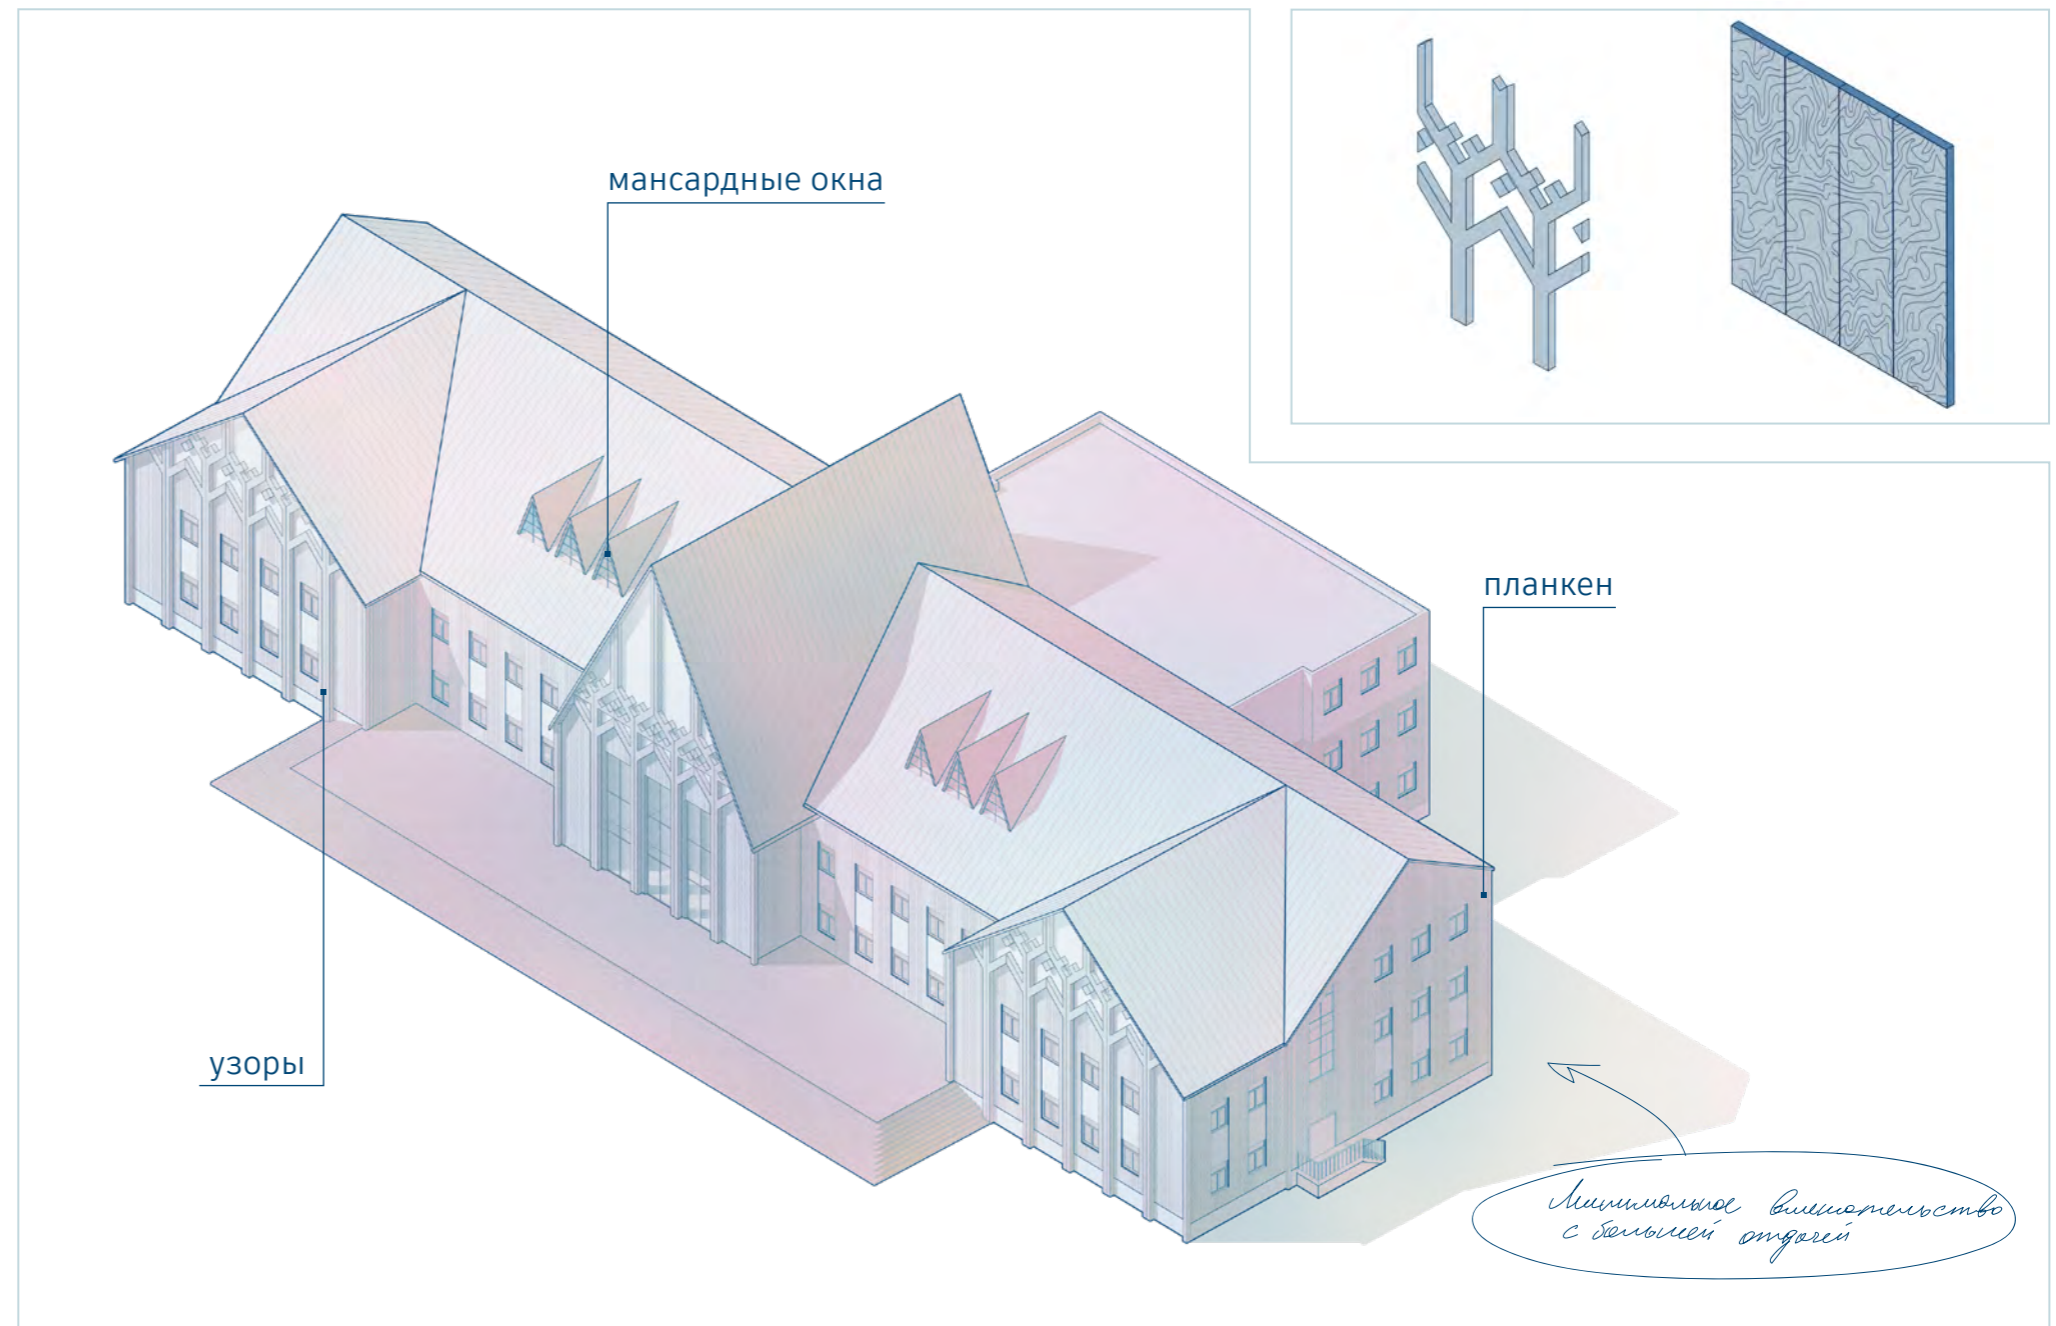 мансардные окна
планкен
узоры
Минимальное вмешательство
с большей отдачей